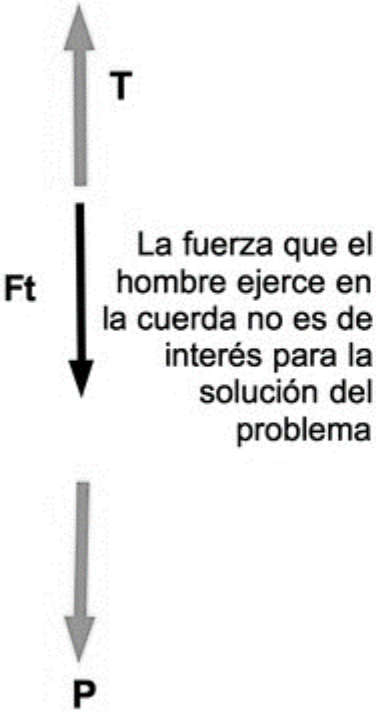 T
Ft
La fuerza que el
hombre ejerce en
la cuerda no es de
interés para la
solución del
problema
P